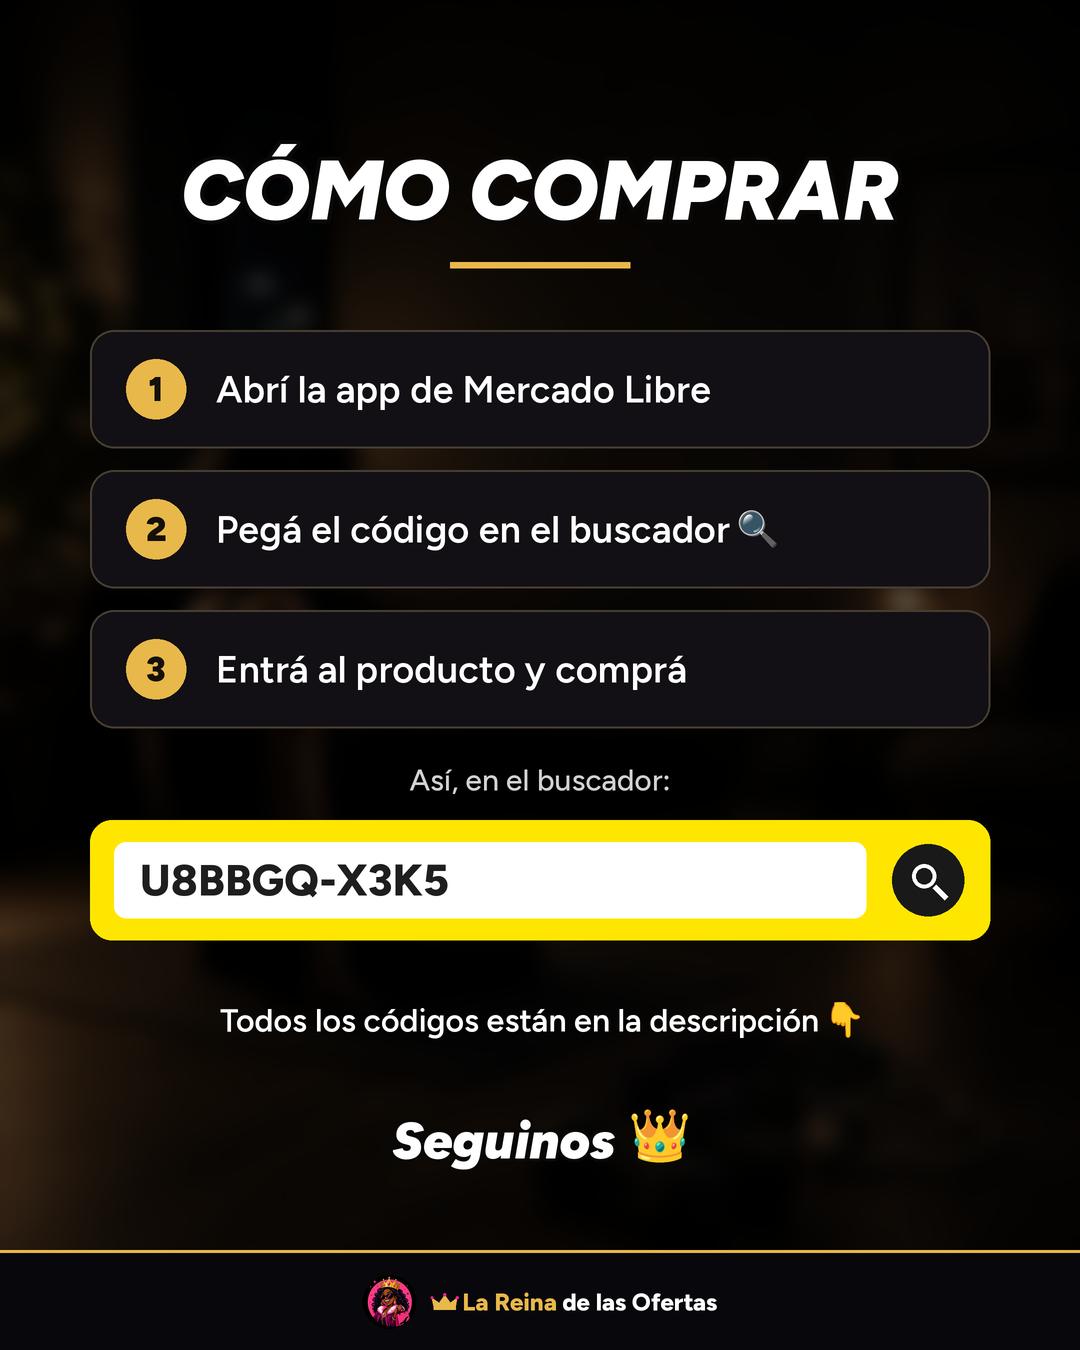 CÓMO COMPRAR
1 Abrí la app de Mercado Libre
2 Pegá el código en el buscador 🔍
3 Entrá al producto y comprá
Así, en el buscador:
U8BBGQ-X3K5
Todos los códigos están en la descripción 👇
Seguinos 👑
La Reina de las Ofertas